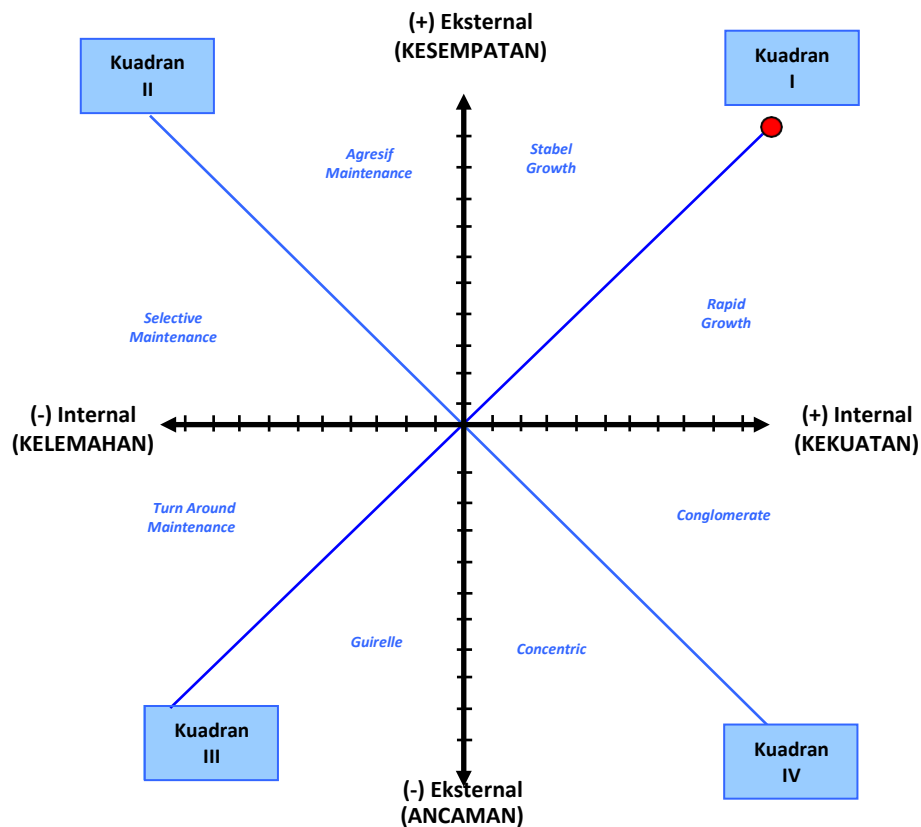 (+) Eksternal
(KESEMPATAN)
Kuadran
II
Kuadran
I
Agresif
Maintenance
Stabel
Growth
Selective
Maintenance
Rapid
Growth
(-) Internal
(KELEMAHAN)
(+) Internal
(KEKUATAN)
Turn Around
Maintenance
Conglomerate
Guirelle
Concentric
Kuadran
III
Kuadran
IV
(-) Eksternal
(ANCAMAN)